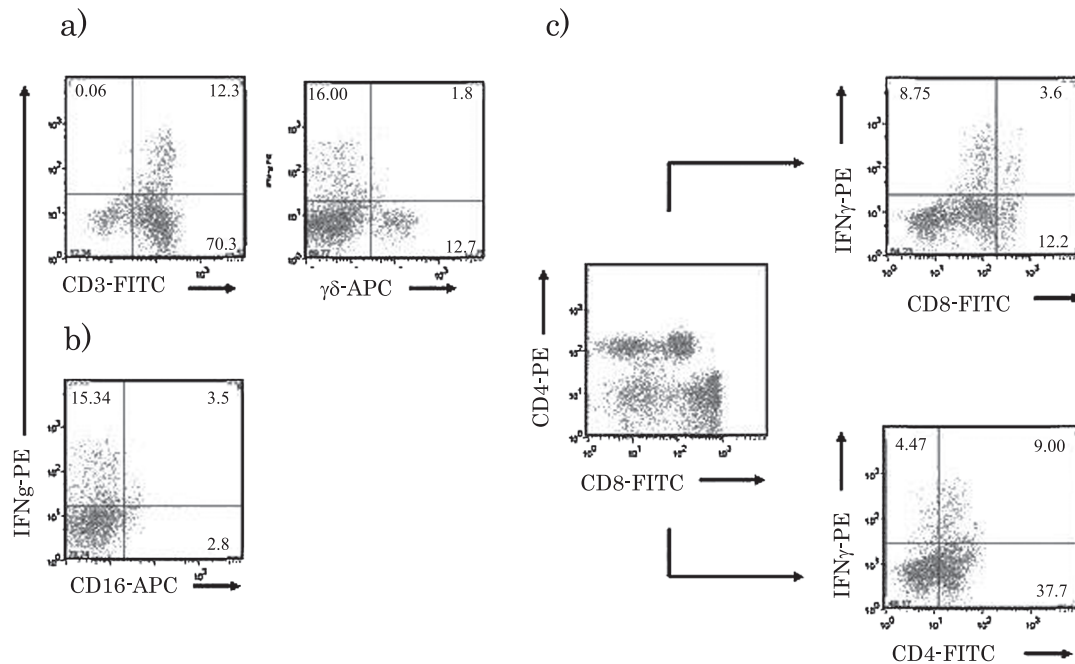 a)
0.06 12.3
70.3
CD3-FITC
16.00 1.8
12.7
γδ-APC
b)
15.34 3.5
2.8
CD16-APC
IFNg-PE
c)
CD4-PE
CD8-FITC
8.75 3.6
12.2
IFNγ-PE
CD8-FITC
4.47 9.00
37.7
IFNγ-PE
CD4-FITC